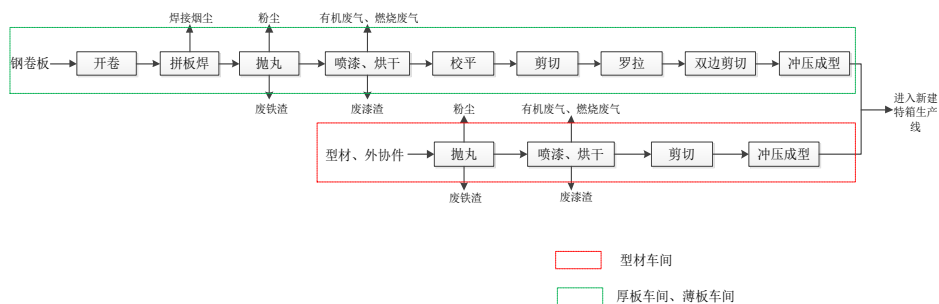 焊接烟尘
粉尘
有机废气、燃烧废气
钢卷板
开卷
拼板焊
抛丸
喷漆、烘干
校平
剪切
罗拉
双边剪切
冲压成型
废铁渣
废漆渣
进入新建
特箱生产
线
粉尘
有机废气、燃烧废气
型材、外协件
抛丸
喷漆、烘干
剪切
冲压成型
废铁渣
废漆渣
型材车间
厚板车间、薄板车间